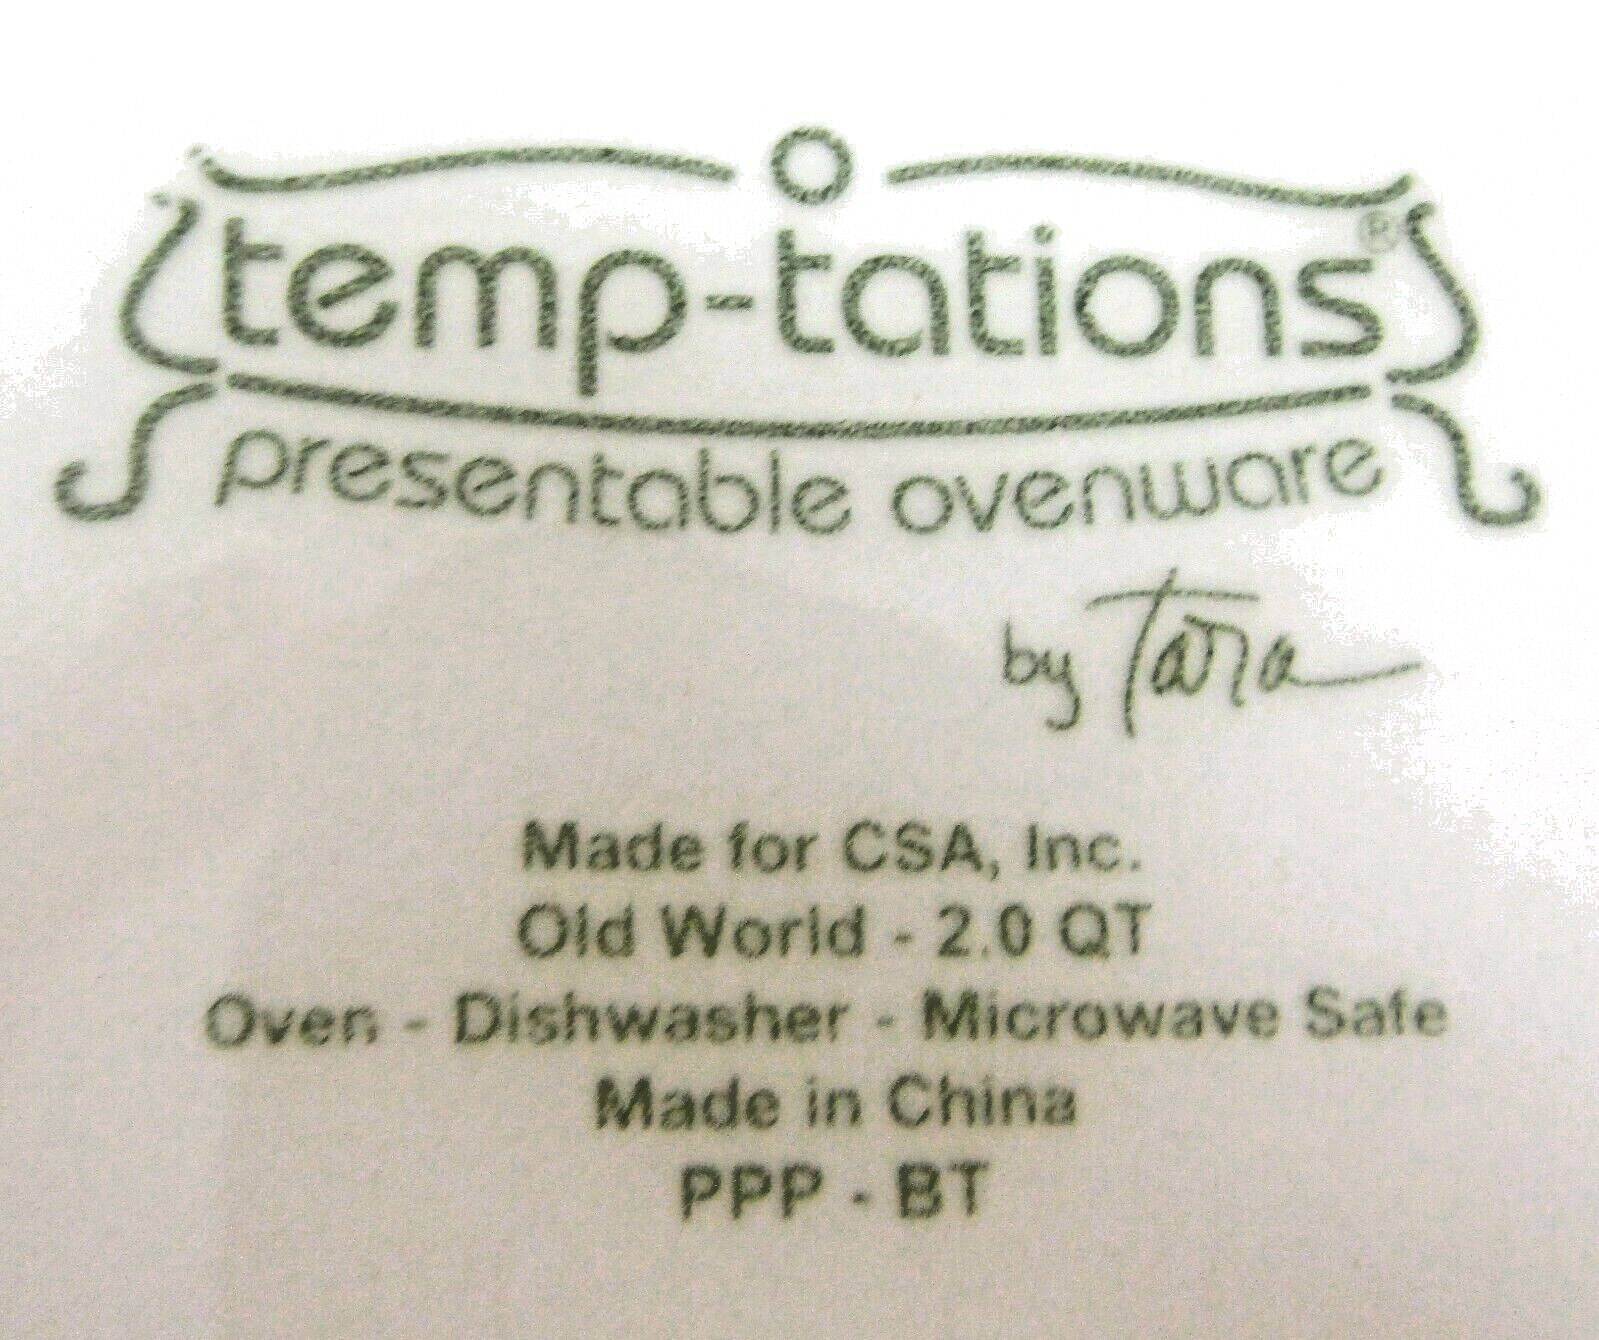 temp-tations®
presentable ovenware
by Tara
Made for CSA, Inc.
Old World - 2.0 QT
Oven - Dishwasher - Microwave Safe
Made in China
PPP - BT